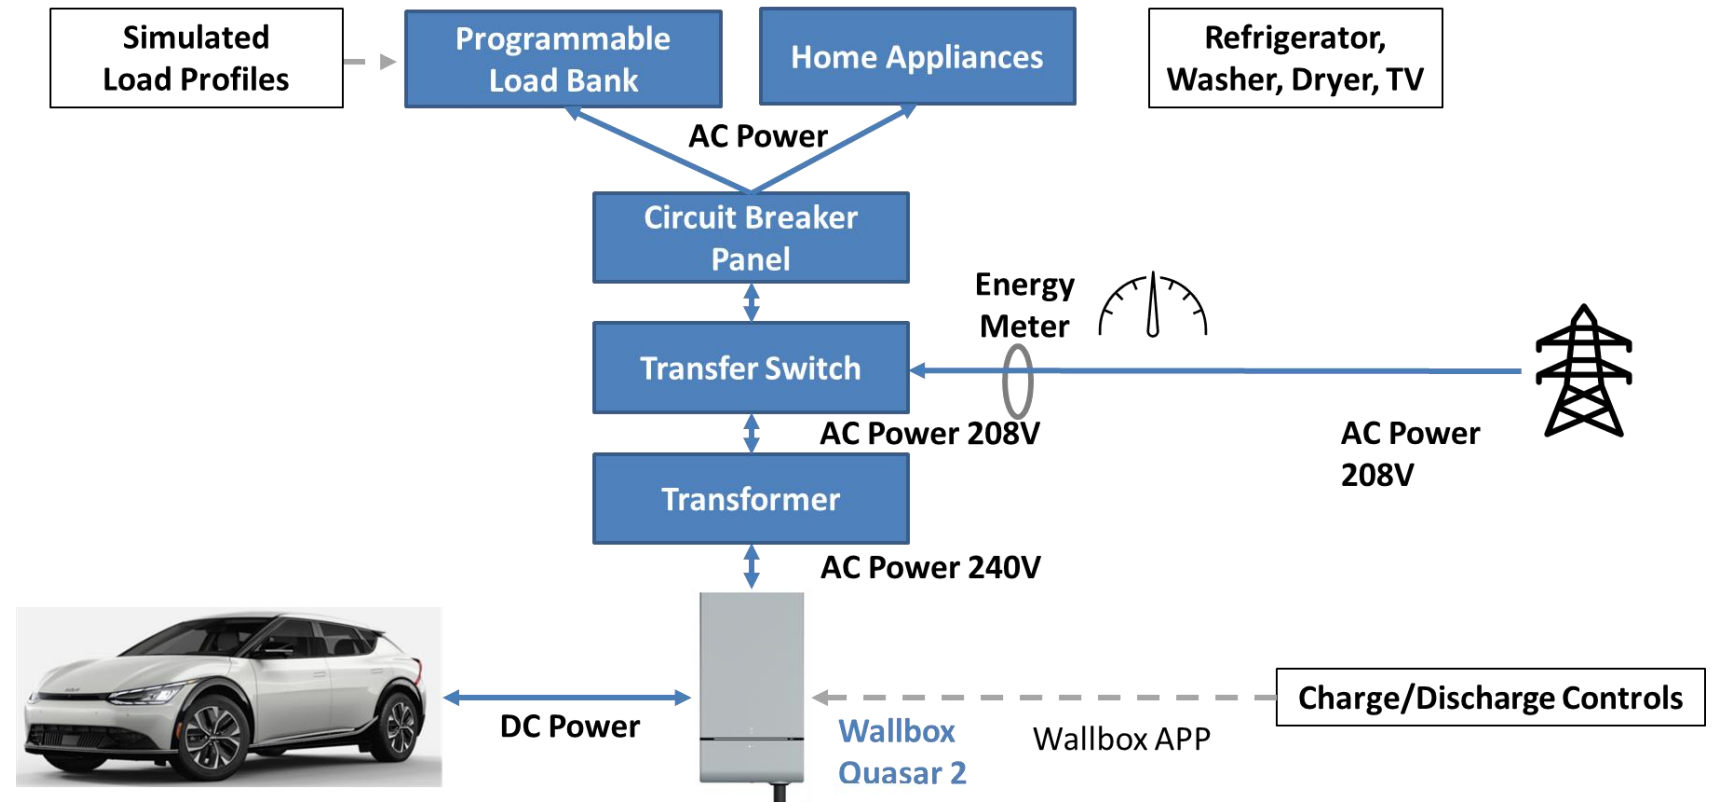 Simulated
Load Profiles
Programmable
Load Bank
Home Appliances
Refrigerator,
Washer, Dryer, TV
AC Power
Circuit Breaker
Panel
Energy
Meter
Transfer Switch
AC Power 208V
AC Power
208V
Transformer
AC Power 240V
DC Power
Wallbox
Quasar 2
Wallbox APP
Charge/Discharge Controls